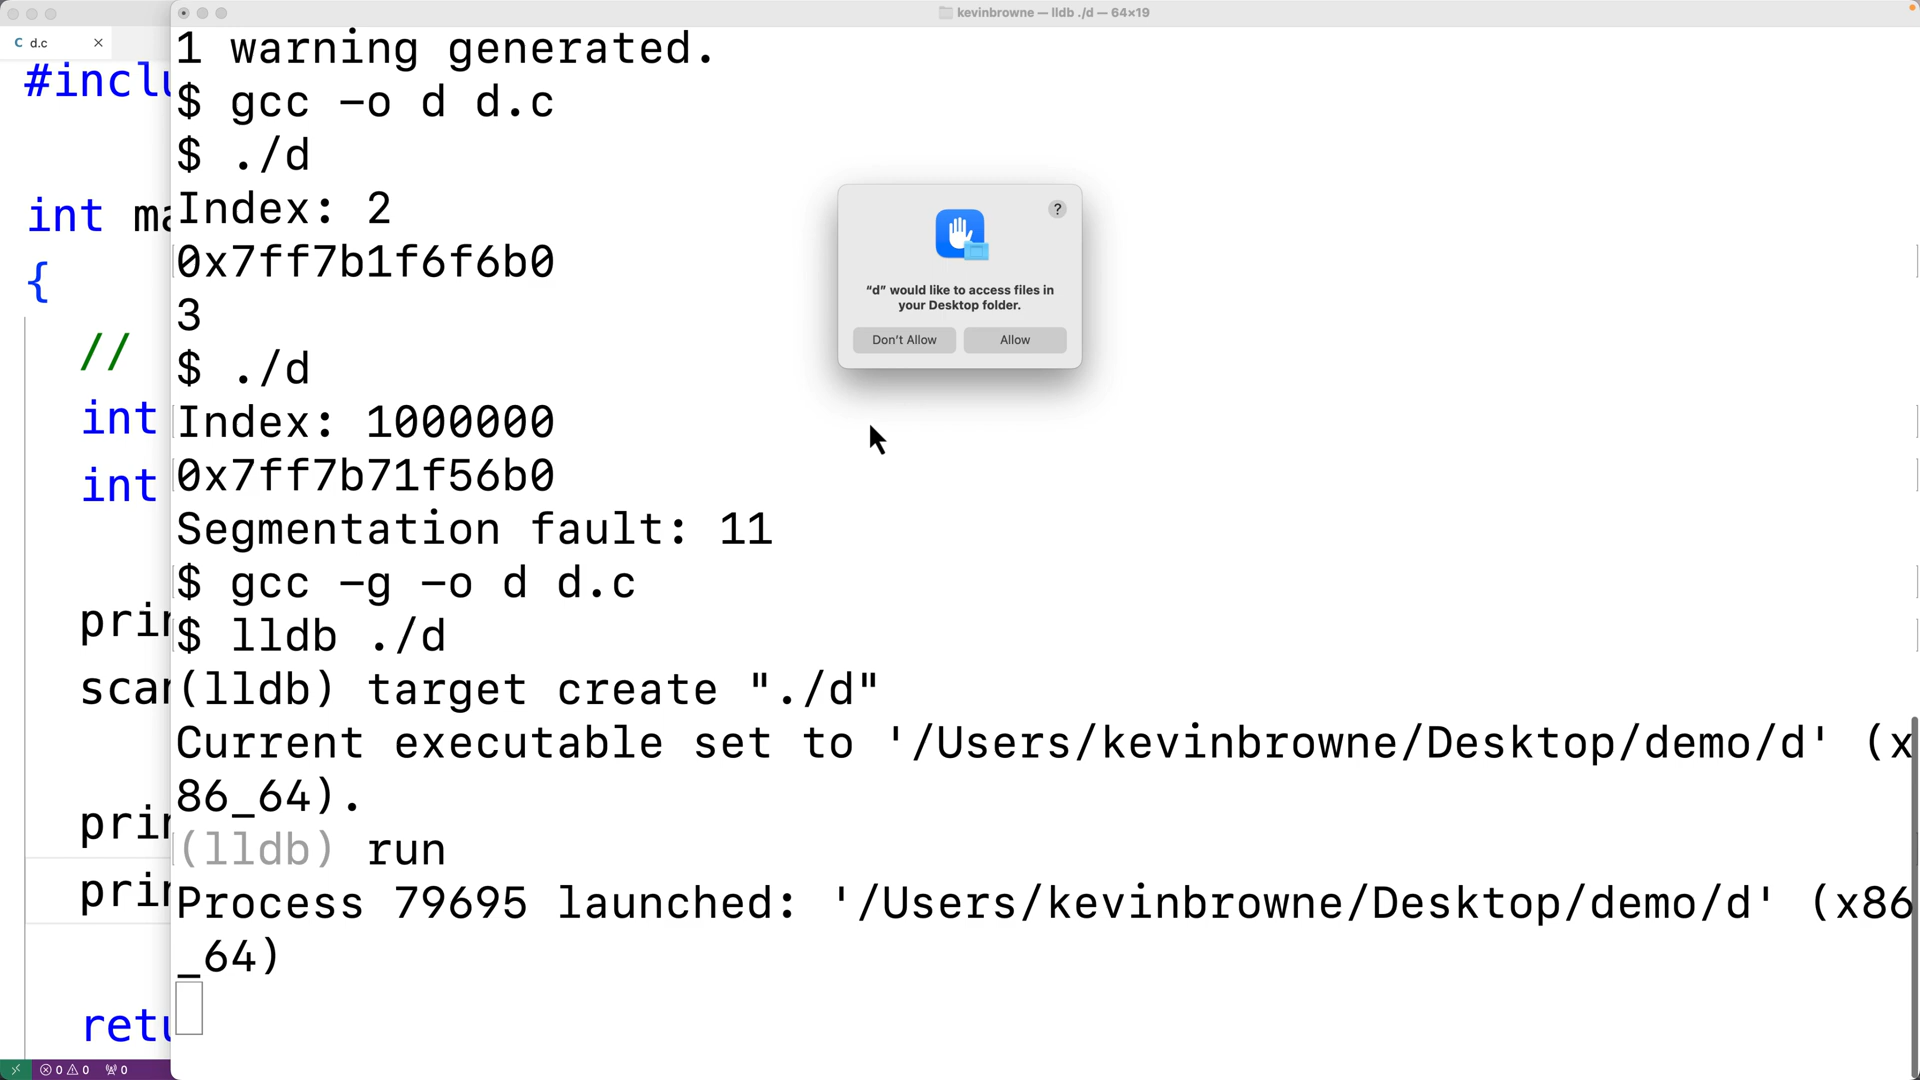 kevinbrowne — lldb ./d — 64×19
C d.c
#inclu
int ma
{
//
int
int
prin
scan
prin
prin
retu
1 warning generated.
$ gcc -o d d.c
$ ./d
Index: 2
0x7ff7b1f6f6b0
3
$ ./d
Index: 1000000
0x7ff7b71f56b0
Segmentation fault: 11
$ gcc -g -o d d.c
$ lldb ./d
(lldb) target create "./d"
Current executable set to '/Users/kevinbrowne/Desktop/demo/d' (x
86_64).
(lldb) run
Process 79695 launched: '/Users/kevinbrowne/Desktop/demo/d' (x86
_64)
?
“d” would like to access files in
your Desktop folder.
Don’t Allow
Allow
0 0 0